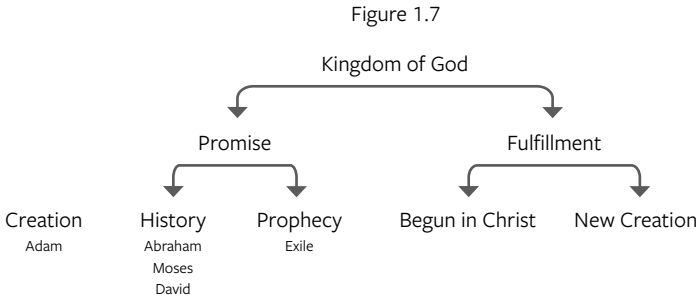 Figure 1.7
Kingdom of God
Promise
Fulfillment
Creation
Adam
History
Abraham
Moses
David
Prophecy
Exile
Begun in Christ
New Creation